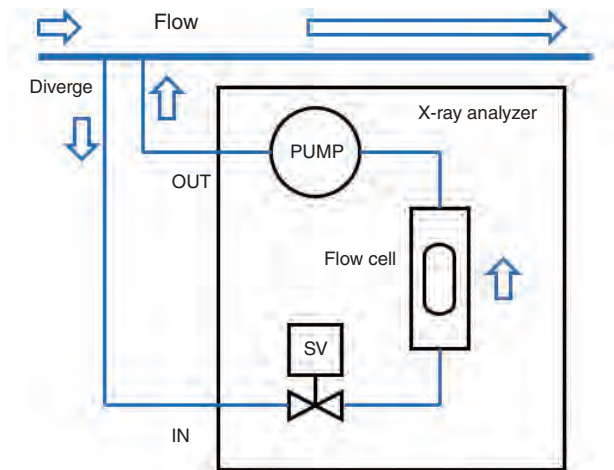 Flow
Diverge
X-ray analyzer
PUMP
OUT
Flow cell
SV
IN